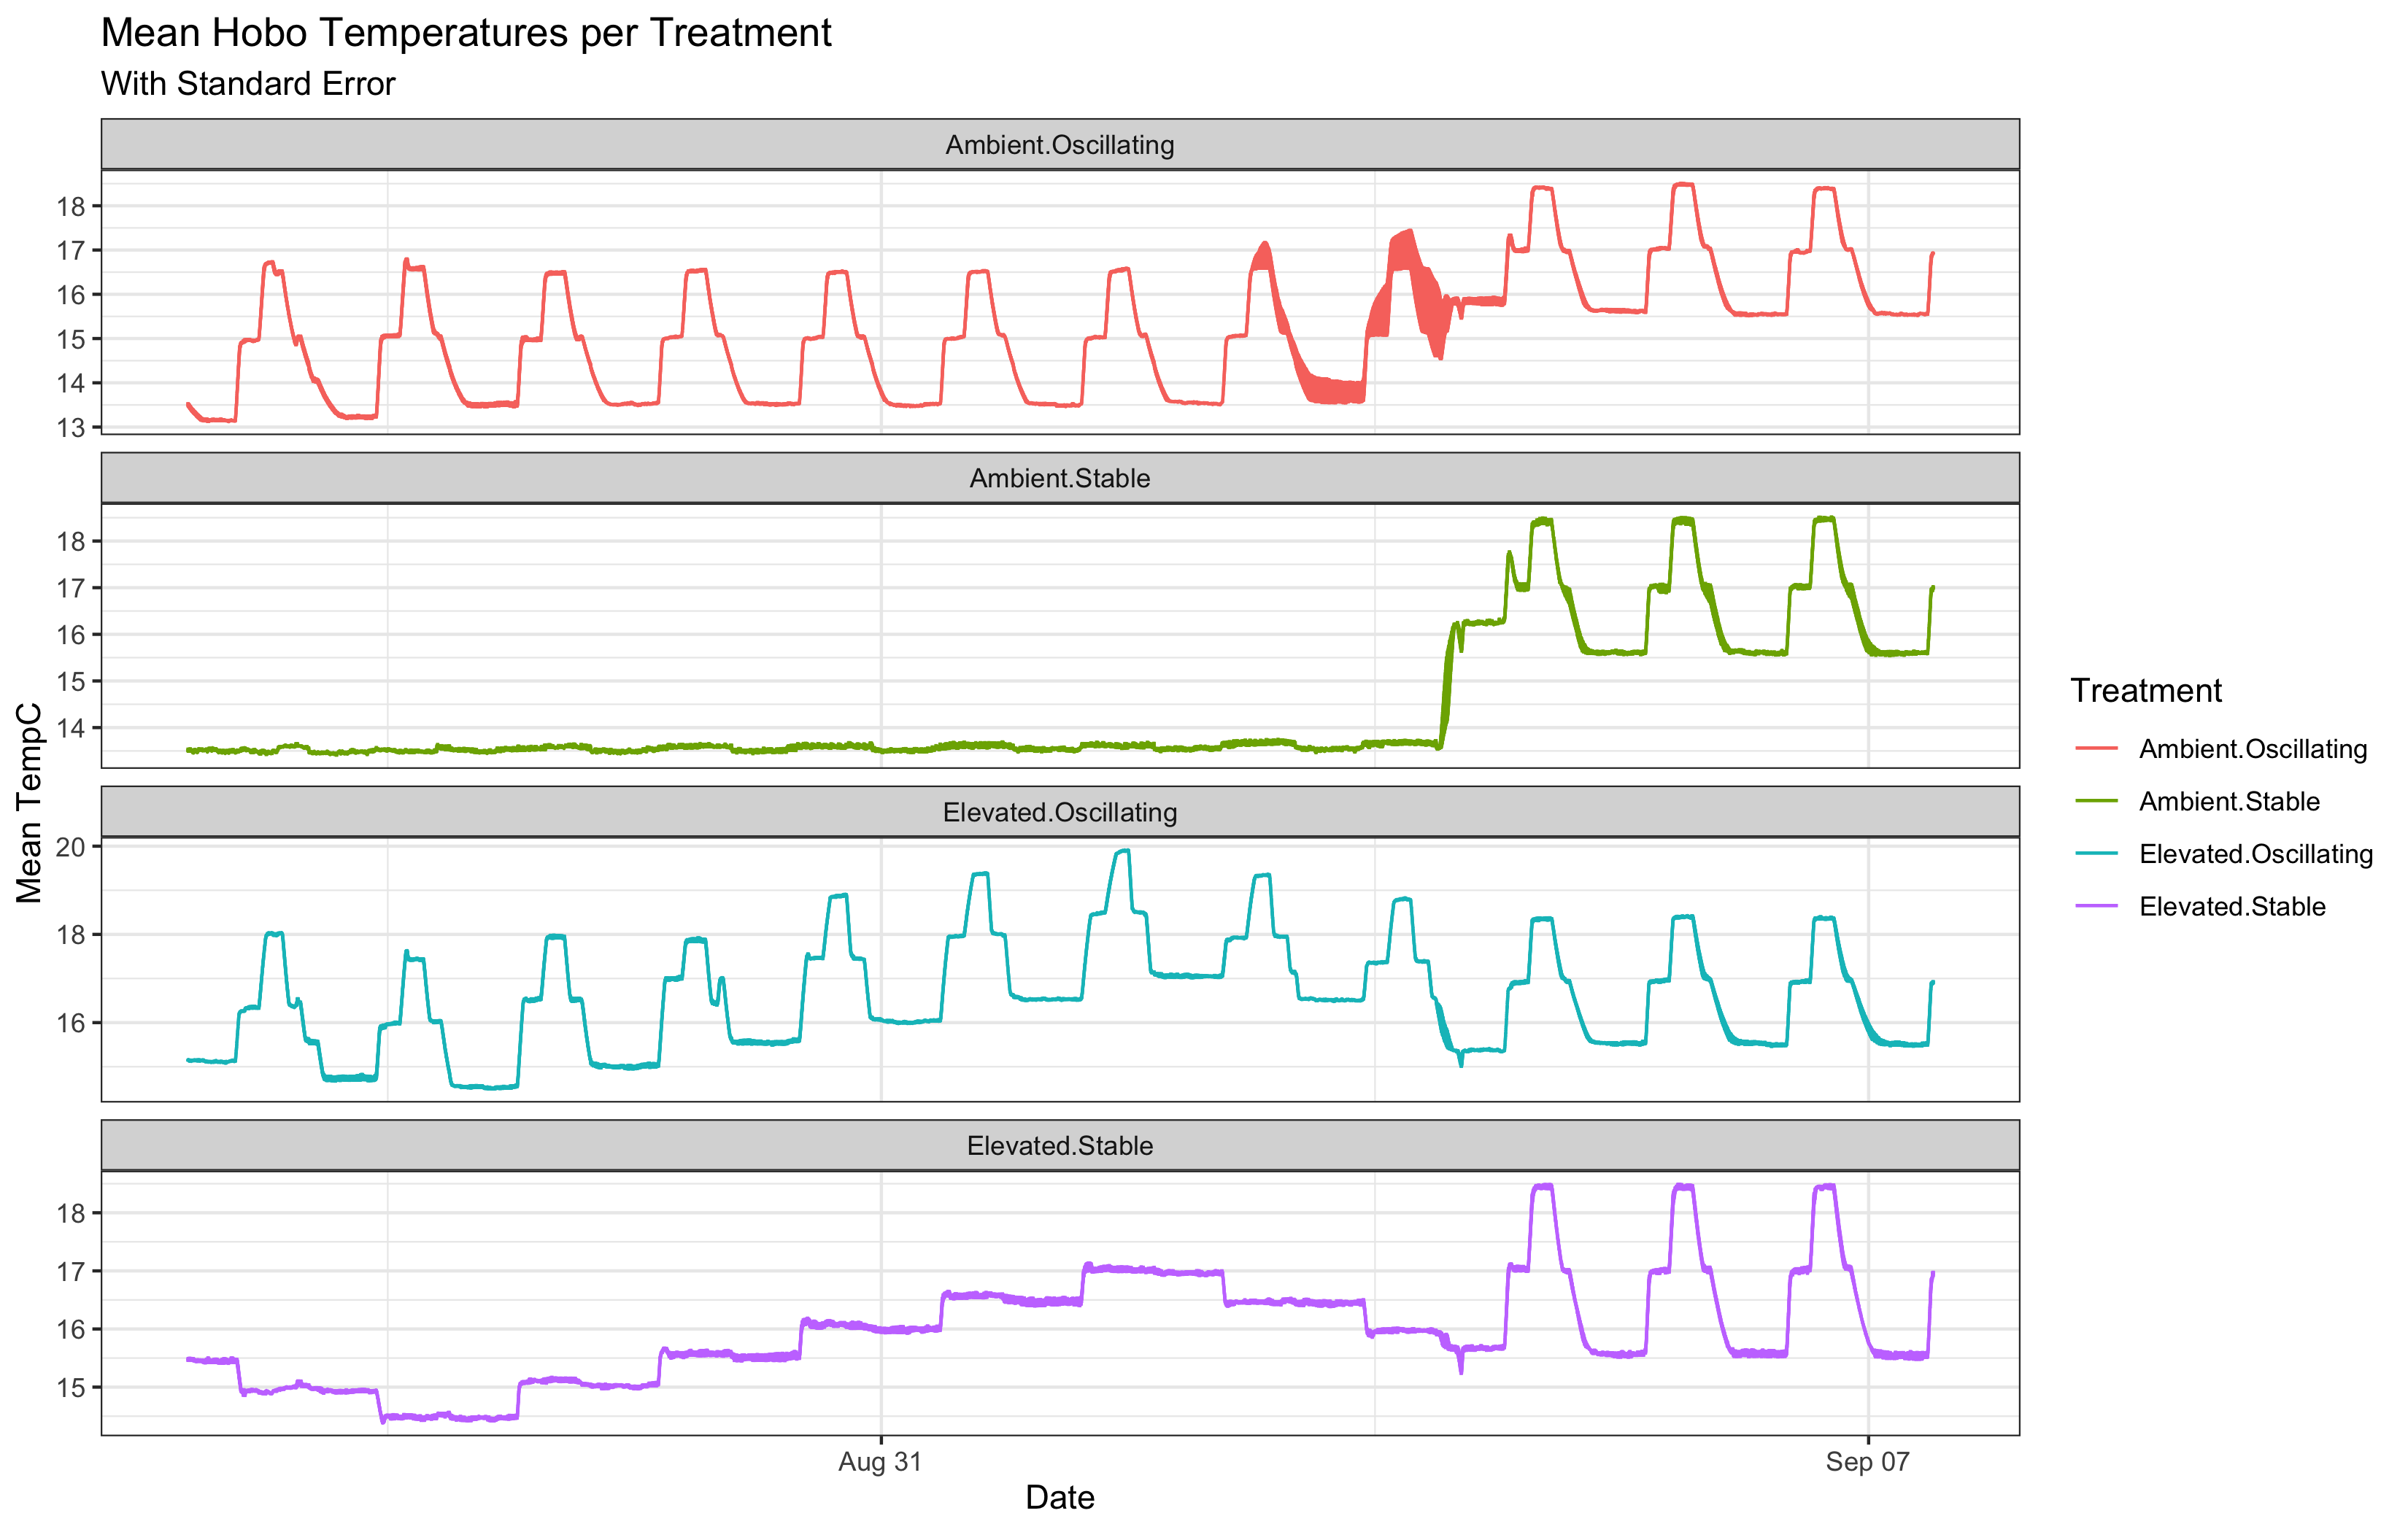 Mean Hobo Temperatures per Treatment
With Standard Error
Ambient.Oscillating
18
17
16
15
14
13
Ambient.Stable
18
17
16
15
14
Elevated.Oscillating
20
18
16
Elevated.Stable
18
17
16
15
Aug 31
Sep 07
Date
Mean TempC
Treatment
Ambient.Oscillating
Ambient.Stable
Elevated.Oscillating
Elevated.Stable